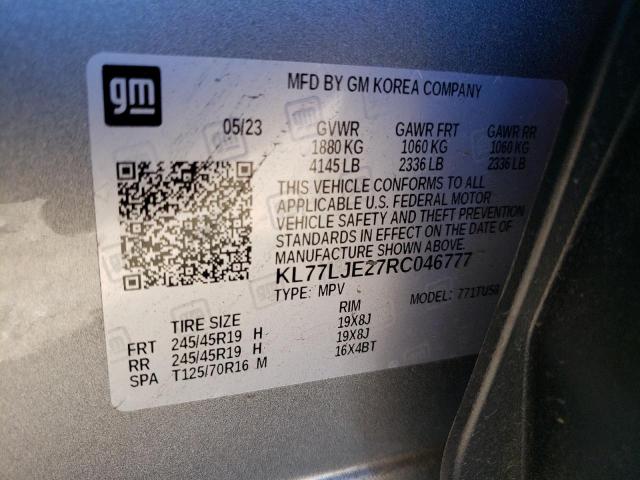 gm
MFD BY GM KOREA COMPANY
05/23 GVWR GAWR FRT GAWR RR
1880 KG 1060 KG 1060 KG
4145 LB 2336 LB 2336 LB
THIS VEHICLE CONFORMS TO ALL
APPLICABLE U.S. FEDERAL MOTOR
VEHICLE SAFETY AND THEFT PREVENTION
STANDARDS IN EFFECT ON THE DATE OF
MANUFACTURE SHOWN ABOVE.
KL77LJE27RC046777
TYPE: MPV MODEL: 771TU58
TIRE SIZE RIM
FRT 245/45R19 H 19X8J
RR 245/45R19 H 19X8J
SPA T125/70R16 M 16X4BT